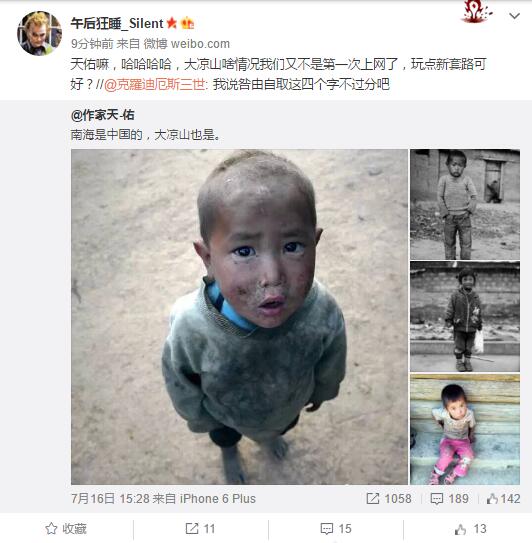 午后狂睡_Silent
9分钟前 来自 微博 weibo.com
天佑嘛，哈哈哈哈，大凉山啥情况我们又不是第一次上网了，玩点新套路可
好？//@克羅迪厄斯三世: 我说咎由自取这四个字不过分吧
@作家天-佑
南海是中国的，大凉山也是。
7月16日 15:28 来自 iPhone 6 Plus 1058 189 142
收藏 11 15 13